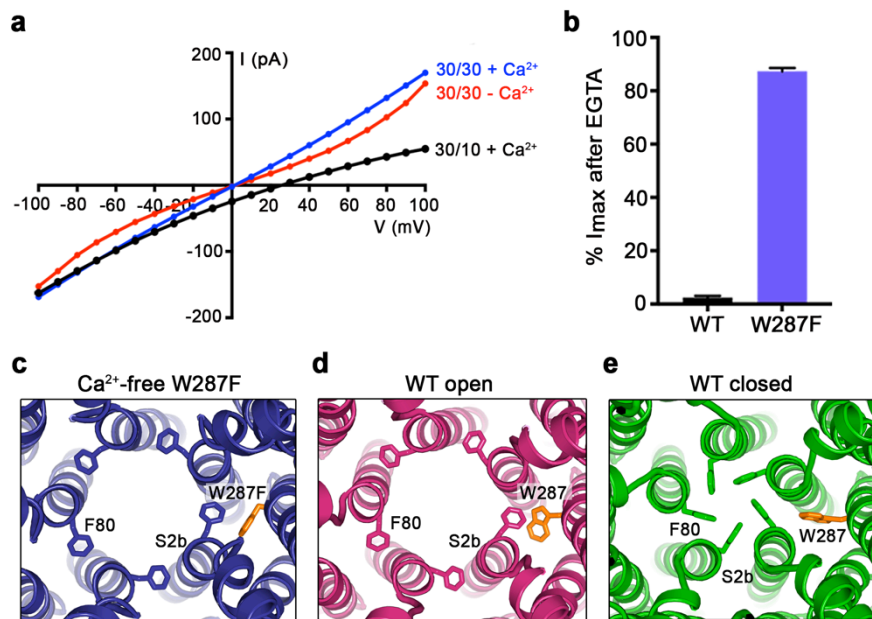 a
I (pA)
200
100
-100
-200
-100
-80
-60
-40
-20
0
20
40
60
80
100
V (mV)
30/30 + Ca²⁺
30/30 - Ca²⁺
30/10 + Ca²⁺
b
% Imax after EGTA
100
80
60
40
20
0
WT
W287F
c
Ca²⁺-free W287F
F80
S2b
W287F
d
WT open
F80
S2b
W287
e
WT closed
F80
S2b
W287